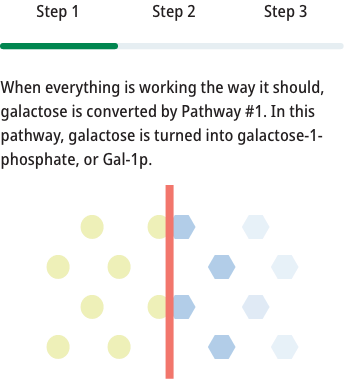 Step 1 Step 2 Step 3
When everything is working the way it should,
galactose is converted by Pathway #1. In this
pathway, galactose is turned into galactose-1-
phosphate, or Gal-1p.